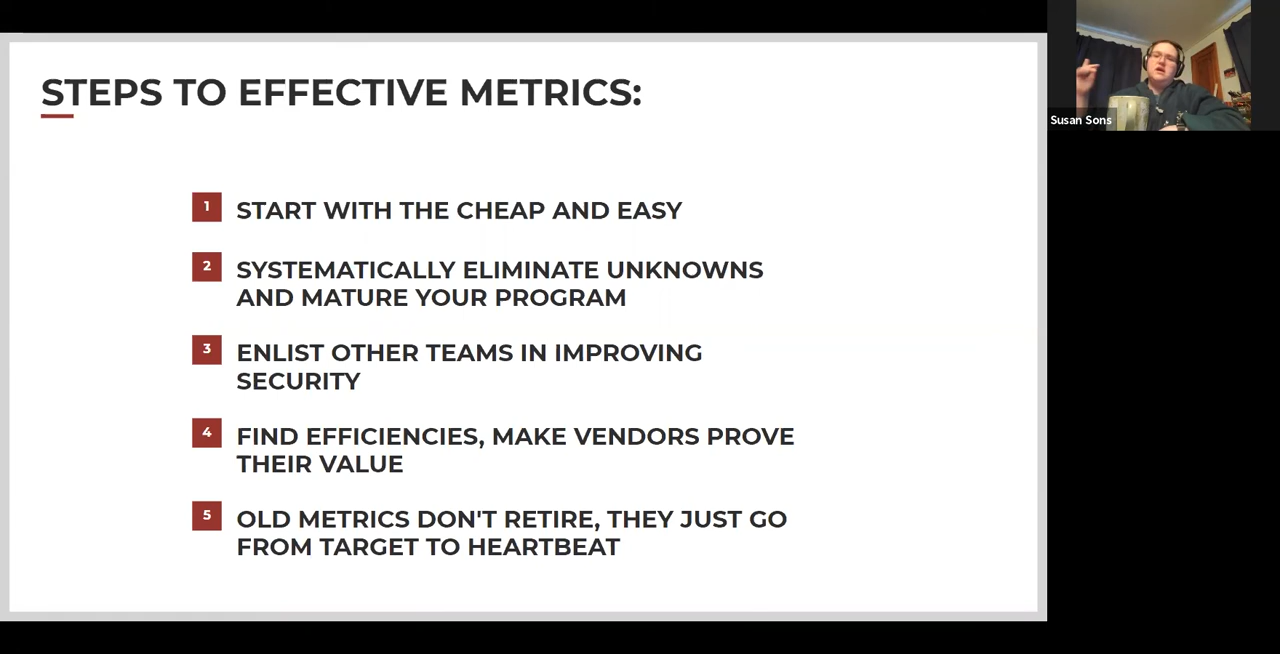 STEPS TO EFFECTIVE METRICS:
Susan Sons
1 START WITH THE CHEAP AND EASY
2 SYSTEMATICALLY ELIMINATE UNKNOWNS
AND MATURE YOUR PROGRAM
3 ENLIST OTHER TEAMS IN IMPROVING
SECURITY
4 FIND EFFICIENCIES, MAKE VENDORS PROVE
THEIR VALUE
5 OLD METRICS DON'T RETIRE, THEY JUST GO
FROM TARGET TO HEARTBEAT